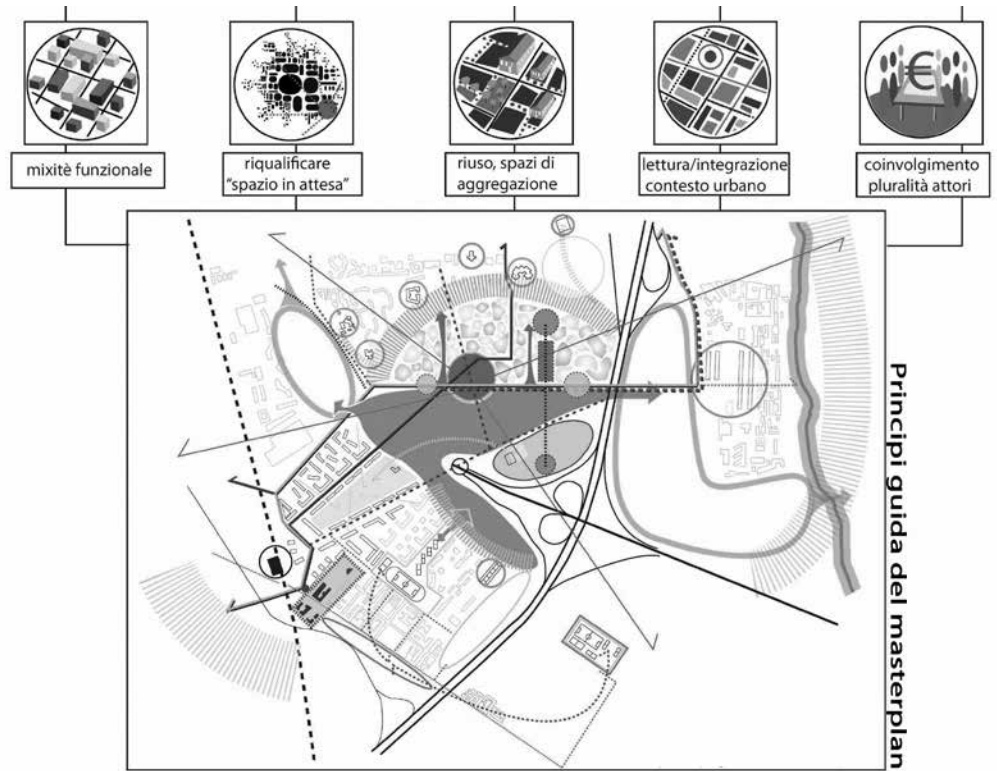 mixitè funzionale
riqualificare
“spazio in attesa”
riuso, spazi di
aggregazione
lettura/integrazione
contesto urbano
coinvolgimento
pluralità attori
€
Principi guida del masterplan